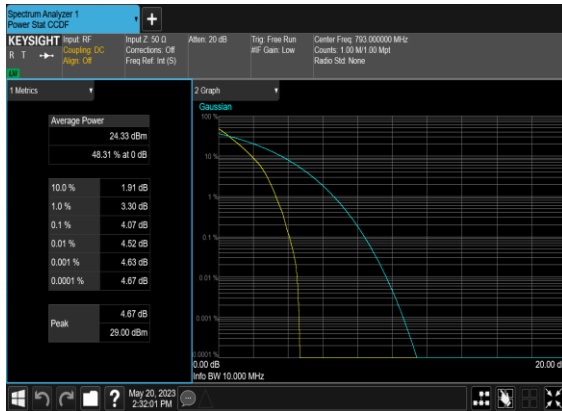 Spectrum Analyzer 1
Power Stat CCDF
+
KEYSIGHT
R T
Input: RF
Coupling: DC
Align: Off
Input Z: 50 Ω
Corrections: Off
Freq Ref: Int (S)
Atten: 20 dB
Trig: Free Run
#IF Gain: Low
Center Freq: 793.000000 MHz
Counts: 1.00 M/1.00 Mpt
Radio Std: None
1 Metrics
Average Power
24.33 dBm
48.31 % at 0 dB
10.0 % 1.91 dB
1.0 % 3.30 dB
0.1 % 4.07 dB
0.01 % 4.52 dB
0.001 % 4.63 dB
0.0001 % 4.67 dB
Peak
4.67 dB
29.00 dBm
2 Graph
Gaussian
100 %
10 %
1 %
0.1 %
0.01 %
0.001 %
0.0001 %
0.00 dB
20.00 d
Info BW 10.000 MHz
?
May 20, 2023
2:32:01 PM